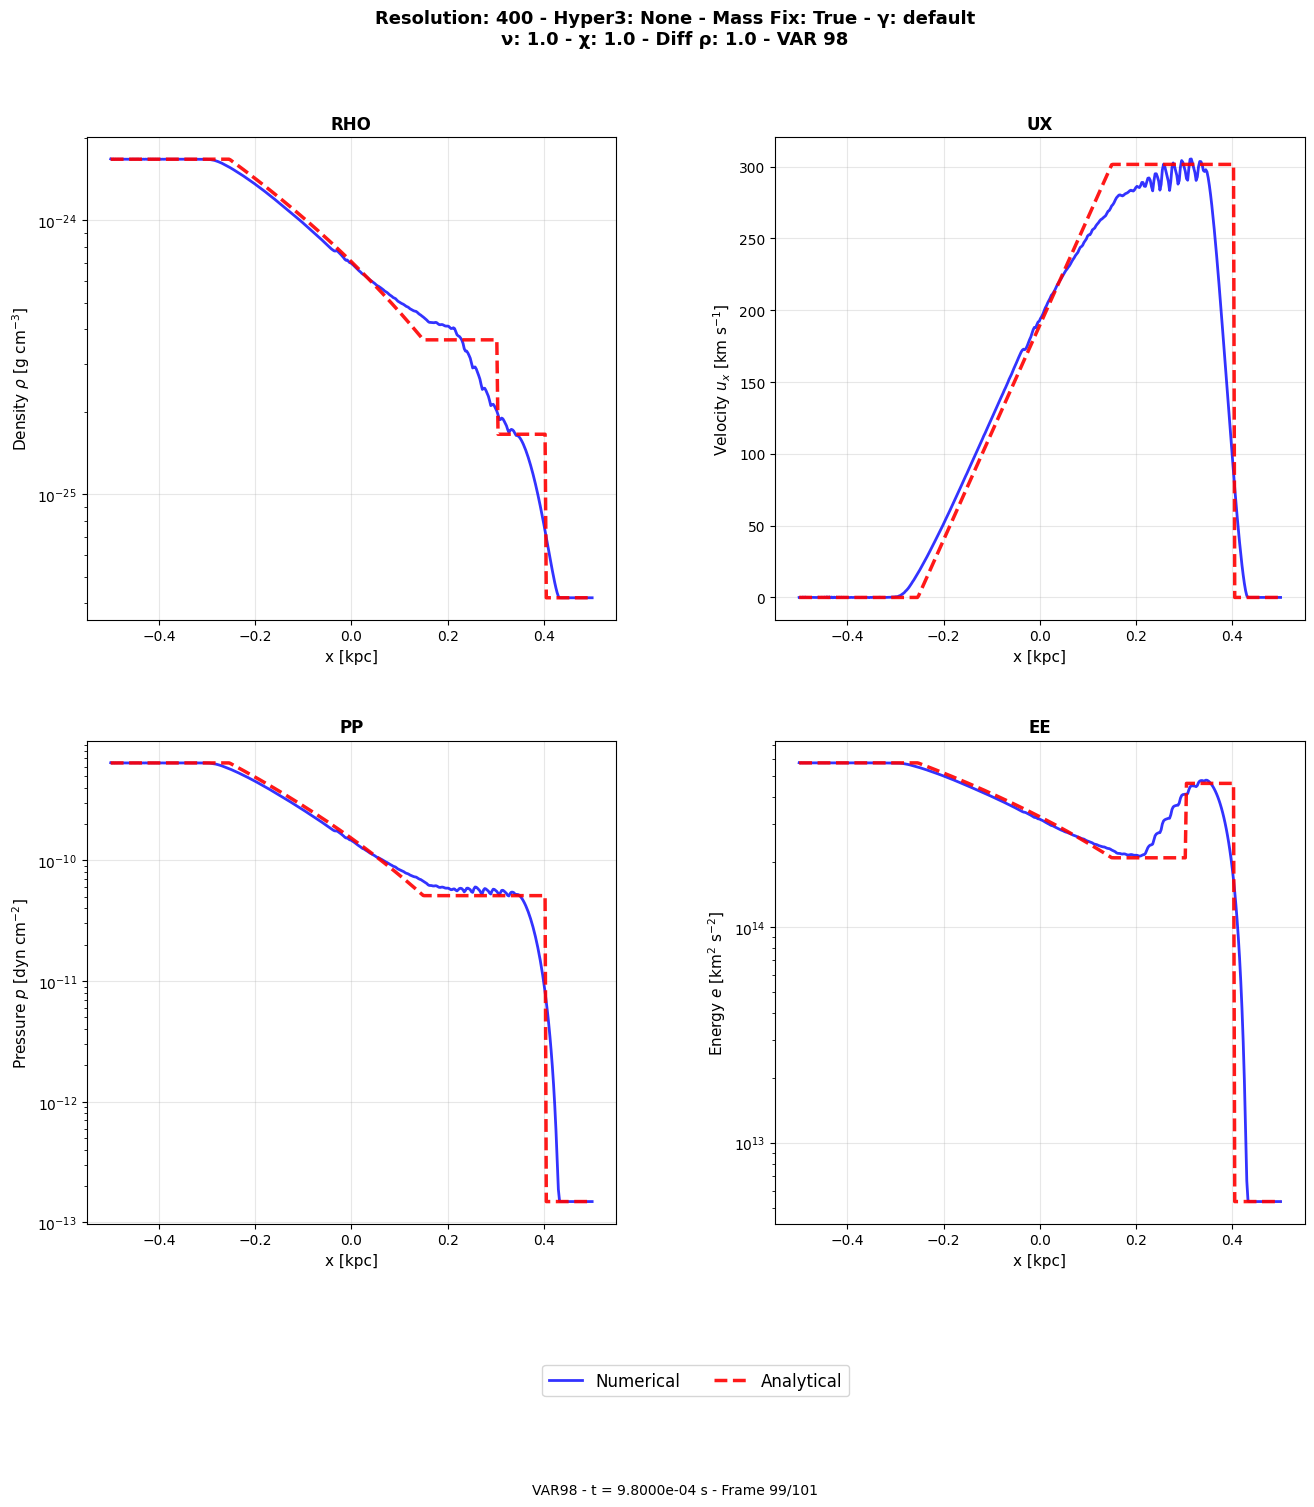 Resolution: 400 - Hyper3: None - Mass Fix: True - γ: default
ν: 1.0 - χ: 1.0 - Diff ρ: 1.0 - VAR 98
RHO
Density ρ [g cm⁻³]
10⁻²⁴
10⁻²⁵
−0.4 −0.2 0.0 0.2 0.4
x [kpc]
UX
Velocity uₓ [km s⁻¹]
300
250
200
150
100
50
0
−0.4 −0.2 0.0 0.2 0.4
x [kpc]
PP
Pressure p [dyn cm⁻²]
10⁻¹⁰
10⁻¹¹
10⁻¹²
10⁻¹³
−0.4 −0.2 0.0 0.2 0.4
x [kpc]
EE
Energy e [km² s⁻²]
10¹⁴
10¹³
−0.4 −0.2 0.0 0.2 0.4
x [kpc]
Numerical Analytical
VAR98 - t = 9.8000e-04 s - Frame 99/101